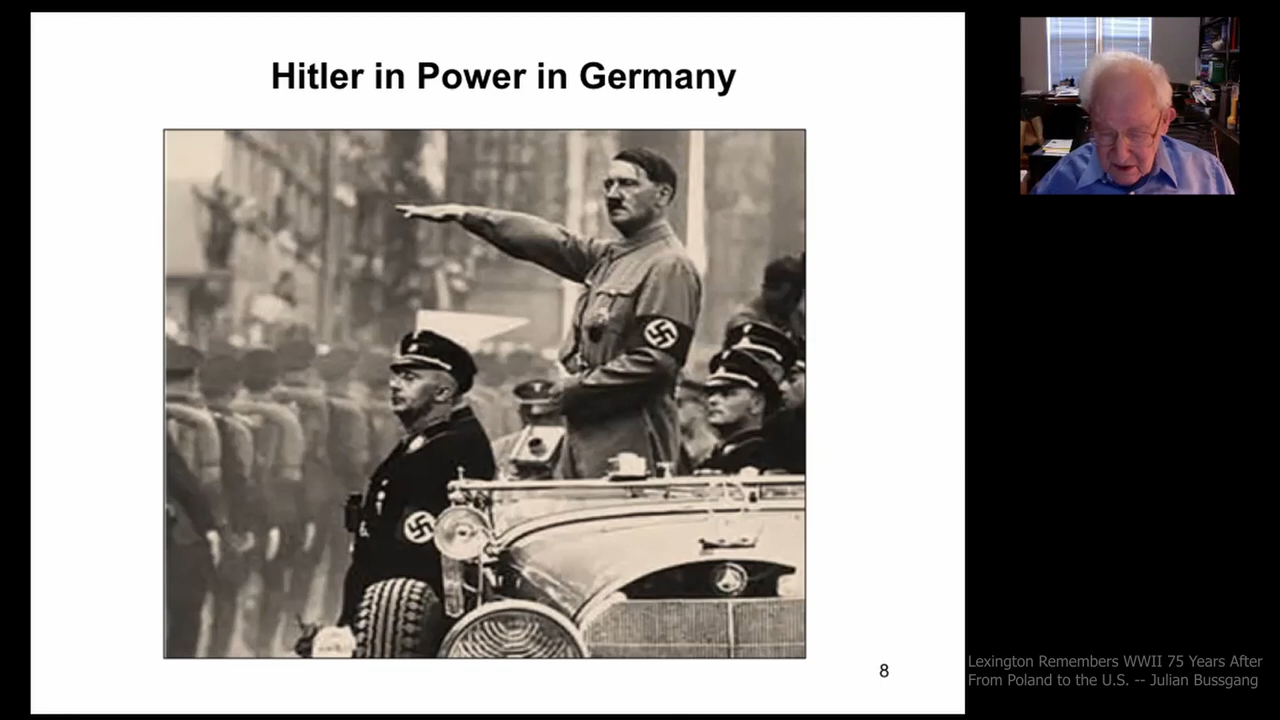 Hitler in Power in Germany
8
Lexington Remembers WWII 75 Years After
From Poland to the U.S. -- Julian Bussgang